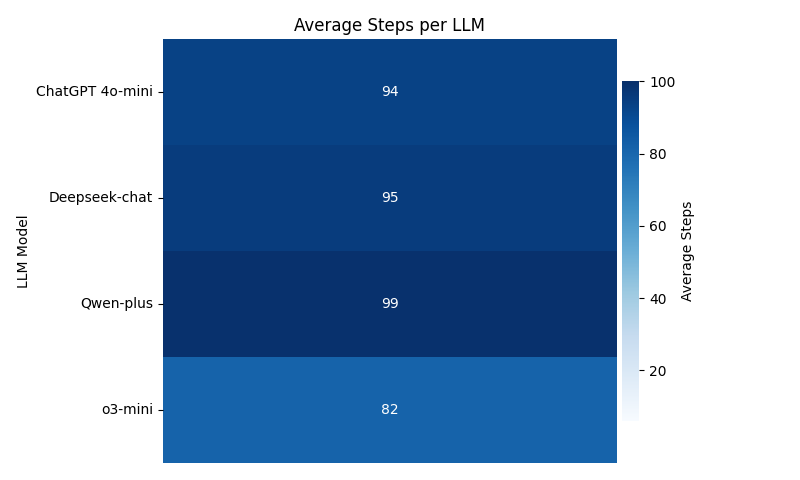 Average Steps per LLM
LLM Model
ChatGPT 4o-mini
94
Deepseek-chat
95
Qwen-plus
99
o3-mini
82
100
80
60
40
20
Average Steps